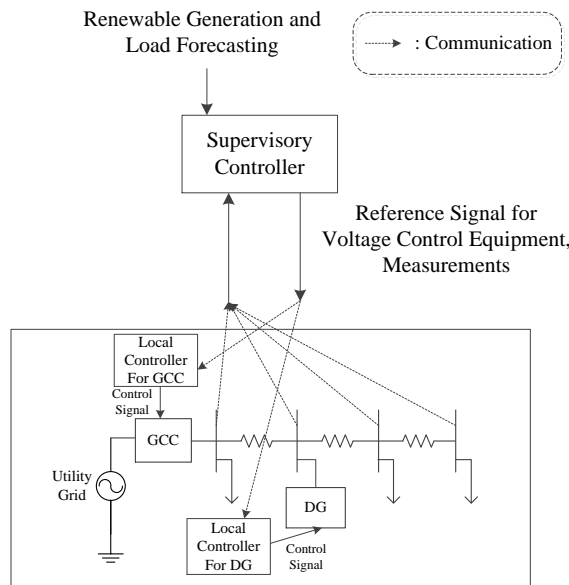 Renewable Generation and
Load Forecasting
: Communication
Supervisory
Controller
Reference Signal for
Voltage Control Equipment,
Measurements
Local
Controller
For GCC
Control
Signal
GCC
Utility
Grid
DG
Local
Controller
For DG
Control
Signal